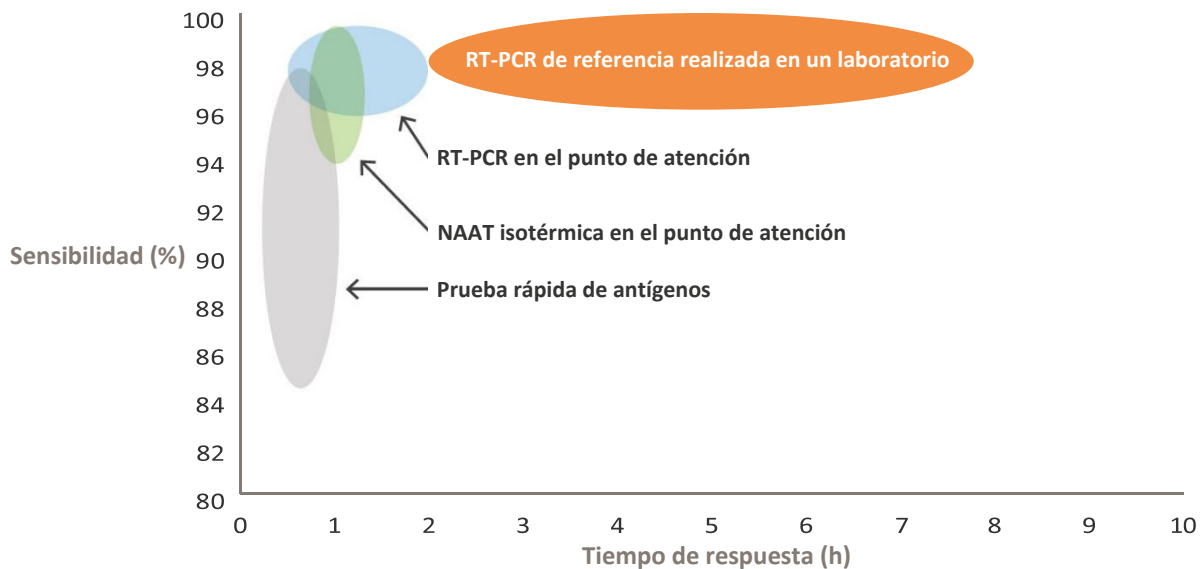 100
98
96
94
92
90
88
86
84
82
80
Sensibilidad (%)
RT-PCR de referencia realizada en un laboratorio
RT-PCR en el punto de atención
NAAT isotérmica en el punto de atención
Prueba rápida de antígenos
0 1 2 3 4 5 6 7 8 9 10
Tiempo de respuesta (h)